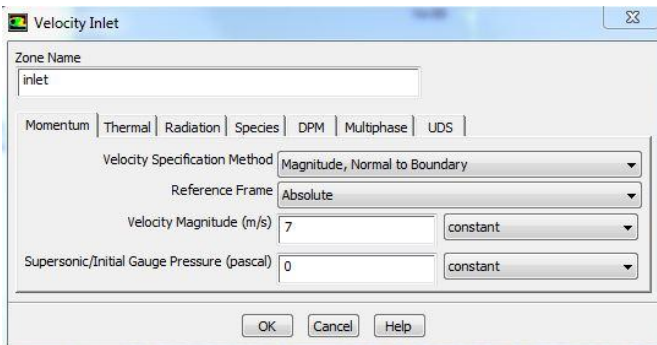 Velocity Inlet
Zone Name
inlet
Momentum Thermal Radiation Species DPM Multiphase UDS
Velocity Specification Method Magnitude, Normal to Boundary
Reference Frame Absolute
Velocity Magnitude (m/s) 7 constant
Supersonic/Initial Gauge Pressure (pascal) 0 constant
OK Cancel Help